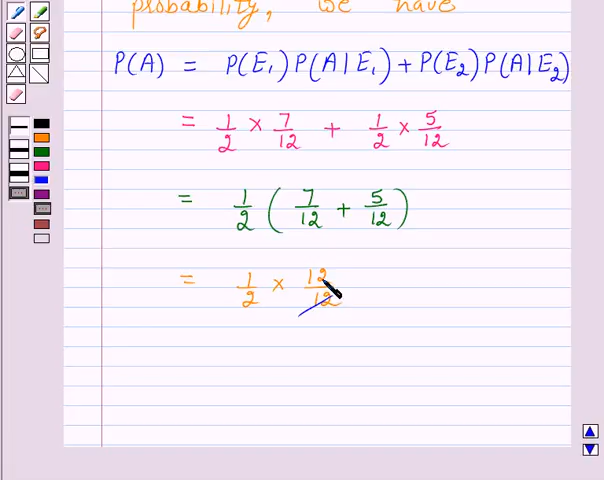 probability, we have
P(A) = P(E₁)P(A|E₁)+P(E₂)P(A|E₂)
= 1/2 × 7/12 + 1/2 × 5/12
= 1/2 ( 7/12 + 5/12 )
= 1/2 × 12/12